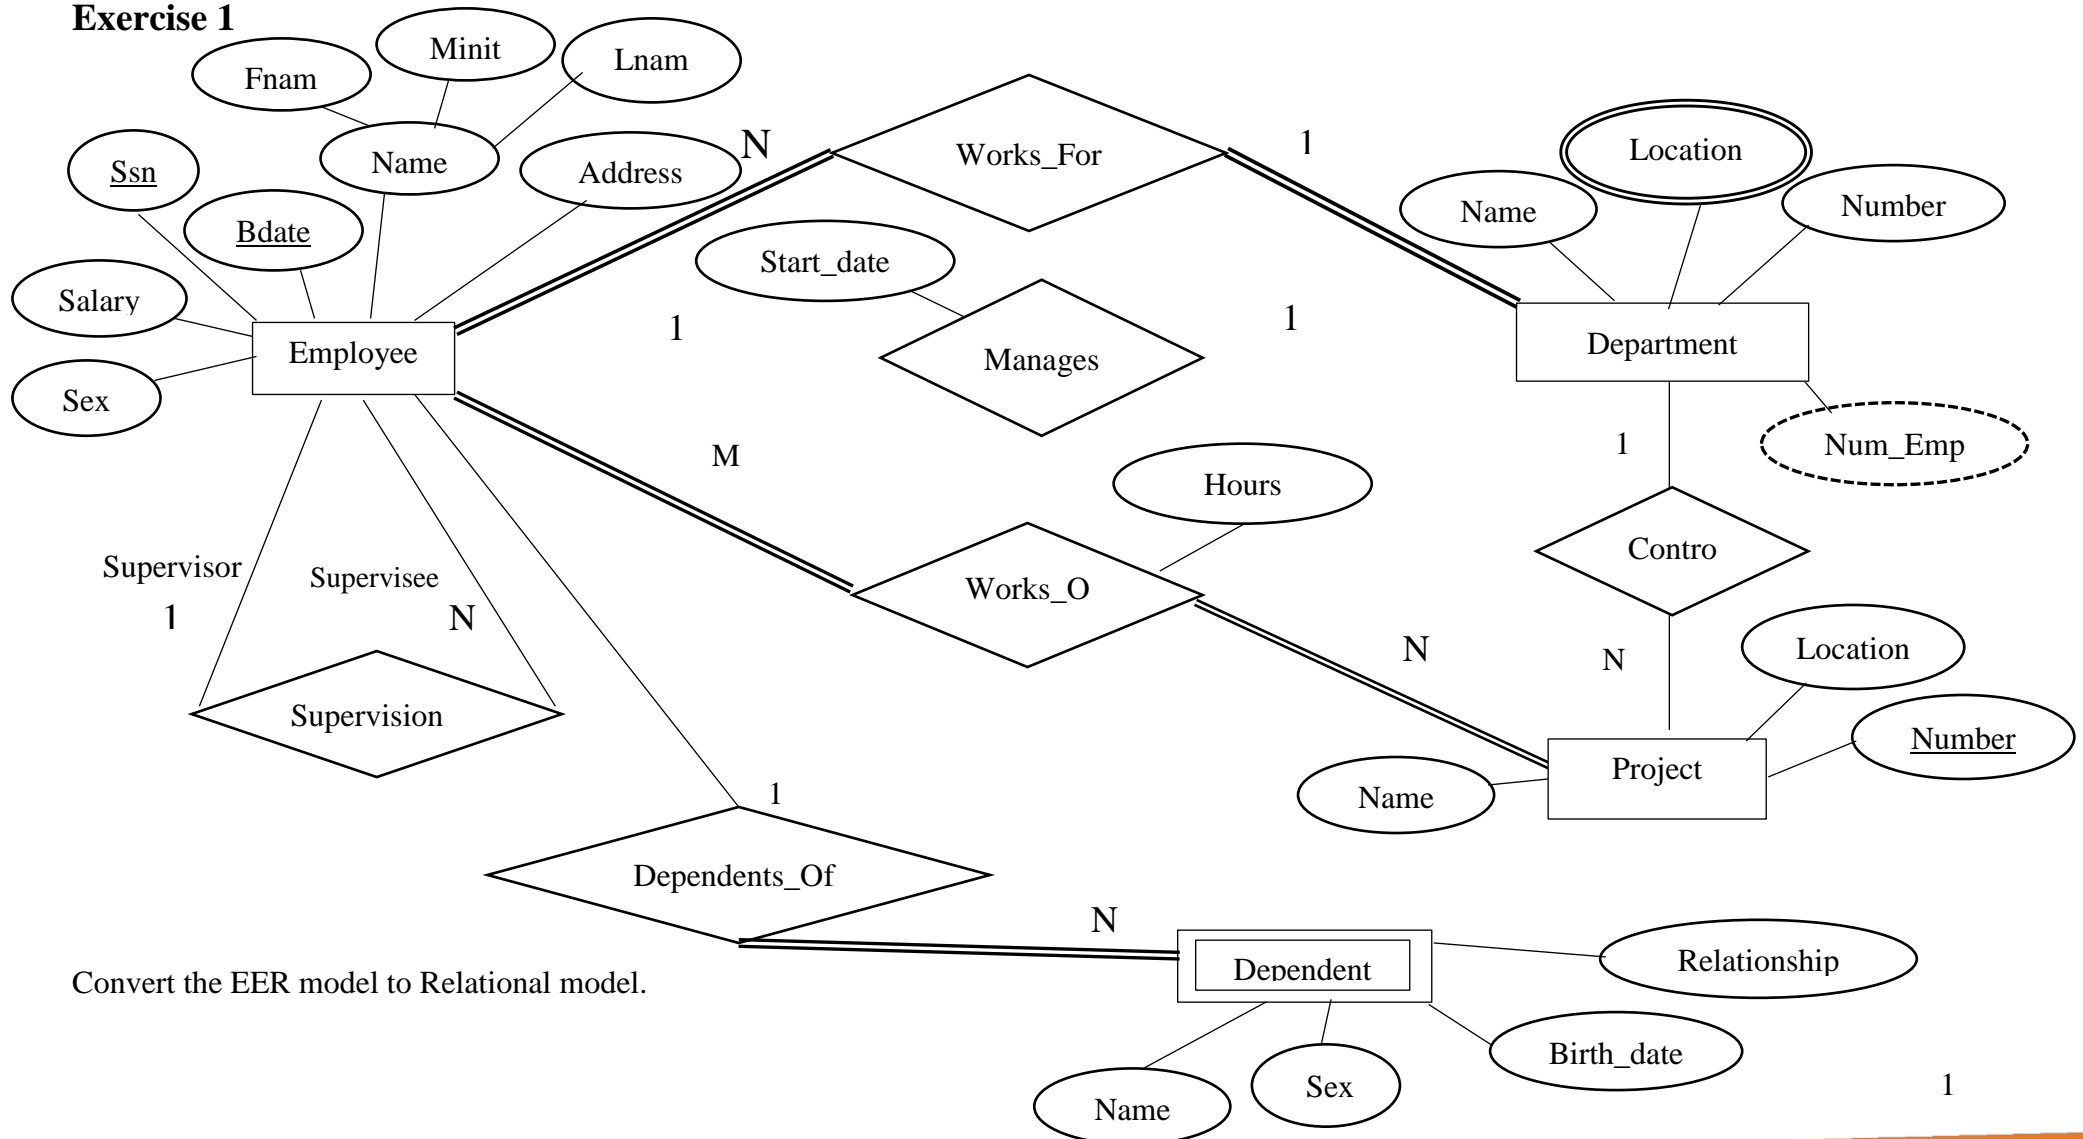 Exercise 1
Fnam
Minit
Lnam
Ssn
Name
Address
Bdate
Salary
Sex
Employee
N
Works_For
1
Name
Location
Number
Department
Num_Emp
Start_date
1
Manages
1
M
Hours
Works_O
N
1
Contro
N
Supervisor
1
Supervisee
N
Supervision
Location
Number
Project
Name
1
Dependents_Of
N
Dependent
Relationship
Birth_date
Sex
Name
Convert the EER model to Relational model.
1